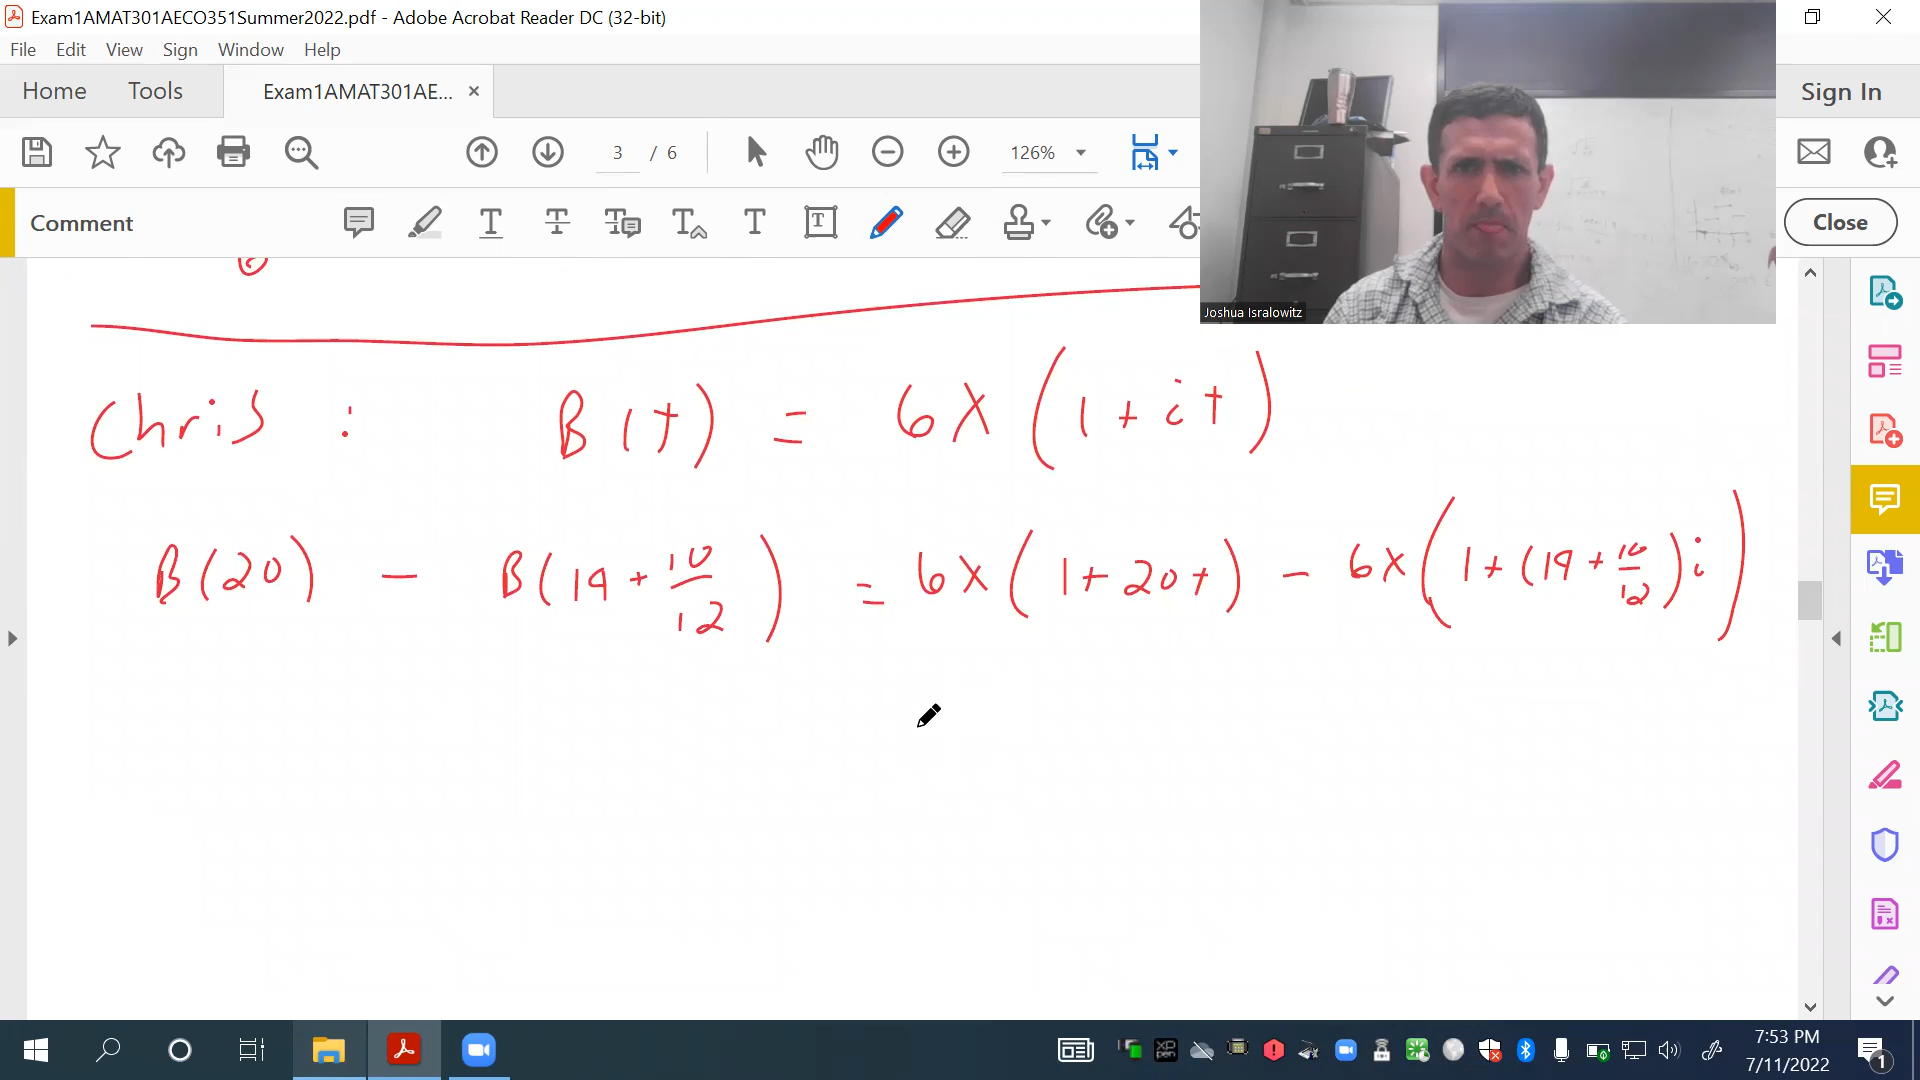 Exam1AMAT301AECO351Summer2022.pdf - Adobe Acrobat Reader DC (32-bit)
File Edit View Sign Window Help
Home Tools Exam1AMAT301AE... × Sign In
3 / 6 126%
Comment Close
Joshua Isralowitz
Chris : B(t) = 6X(1+it)
B(20) - B(19+10/12) = 6X(1+20t) - 6X(1+(19+10/12)i)
7:53 PM
7/11/2022
1